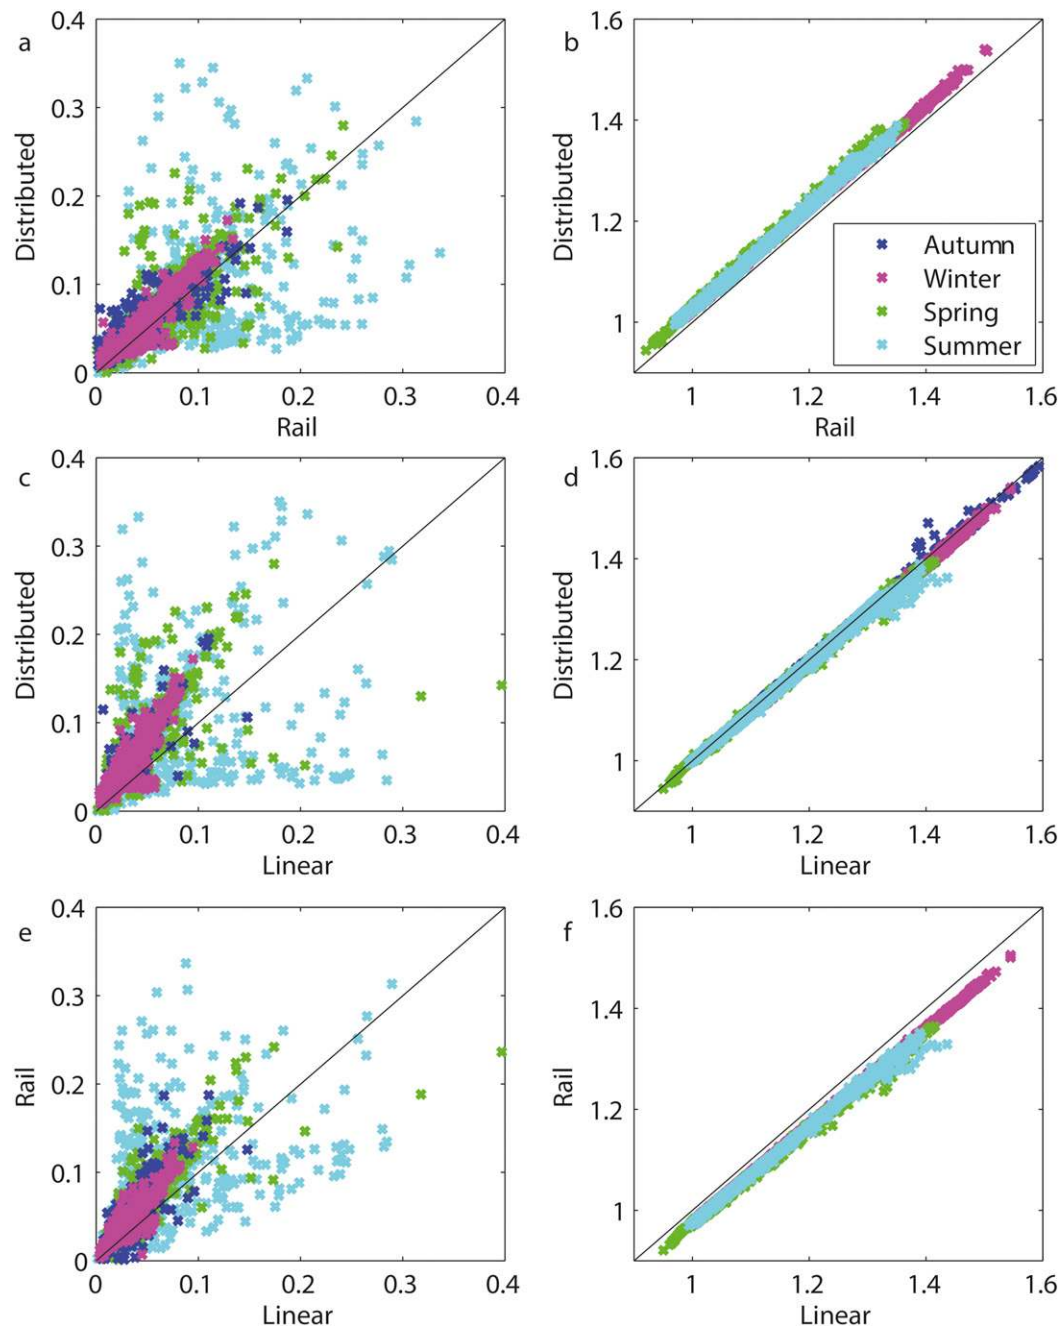 a
0.4
0.3
0.2
0.1
0
Distributed
0 0.1 0.2 0.3 0.4
Rail
b
1.6
1.4
1.2
1
Distributed
1 1.2 1.4 1.6
Rail
Autumn
Winter
Spring
Summer
c
0.4
0.3
0.2
0.1
0
Distributed
0 0.1 0.2 0.3 0.4
Linear
d
1.6
1.4
1.2
1
Distributed
1 1.2 1.4 1.6
Linear
e
0.4
0.3
0.2
0.1
0
Rail
0 0.1 0.2 0.3 0.4
Linear
f
1.6
1.4
1.2
1
Rail
1 1.2 1.4 1.6
Linear